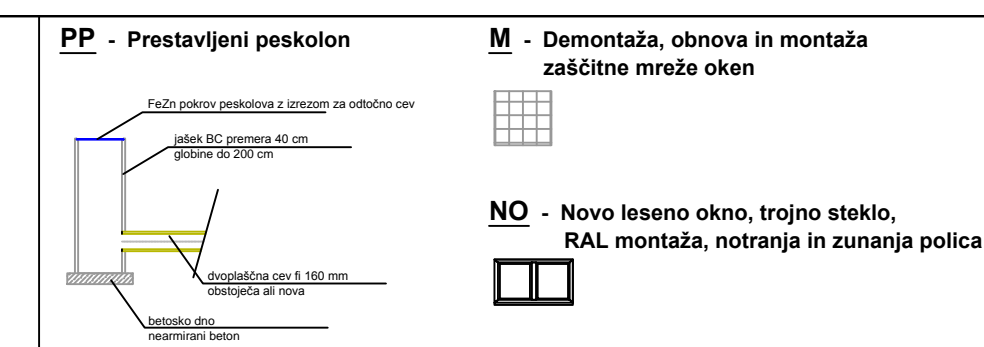 PP - Prestavljeni peskolon
FeZn pokrov peskolova z izrezom za odtočno cev
jašek BC premera 40 cm
globine do 200 cm
dvoplaščna cev fi 160 mm
obstoječa ali nova
betosko dno
nearmirani beton
M - Demontaža, obnova in montaža
zaščitne mreže oken
NO - Novo leseno okno, trojno steklo,
RAL montaža, notranja in zunanja polica